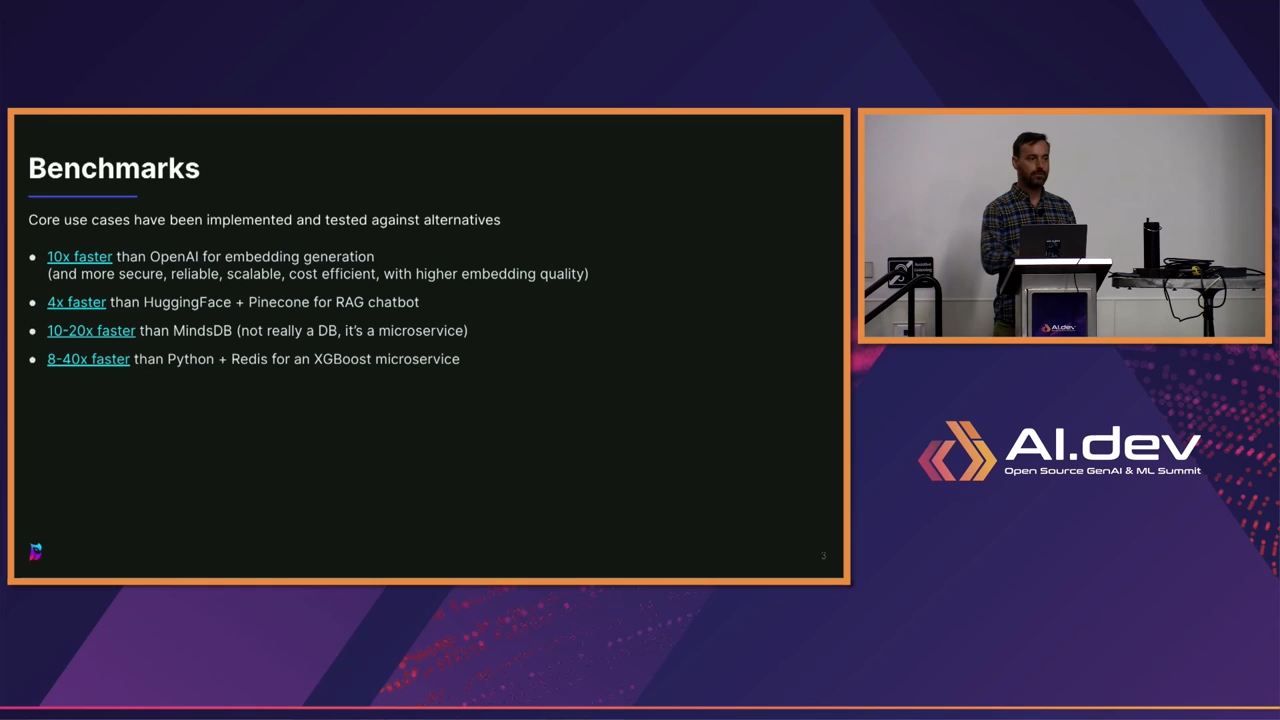 Benchmarks
Core use cases have been implemented and tested against alternatives
10x faster than OpenAI for embedding generation
(and more secure, reliable, scalable, cost efficient, with higher embedding quality)
4x faster than HuggingFace + Pinecone for RAG chatbot
10-20x faster than MindsDB (not really a DB, it's a microservice)
8-40x faster than Python + Redis for an XGBoost microservice
3
AI.dev
AI.dev
Open Source GenAI & ML Summit